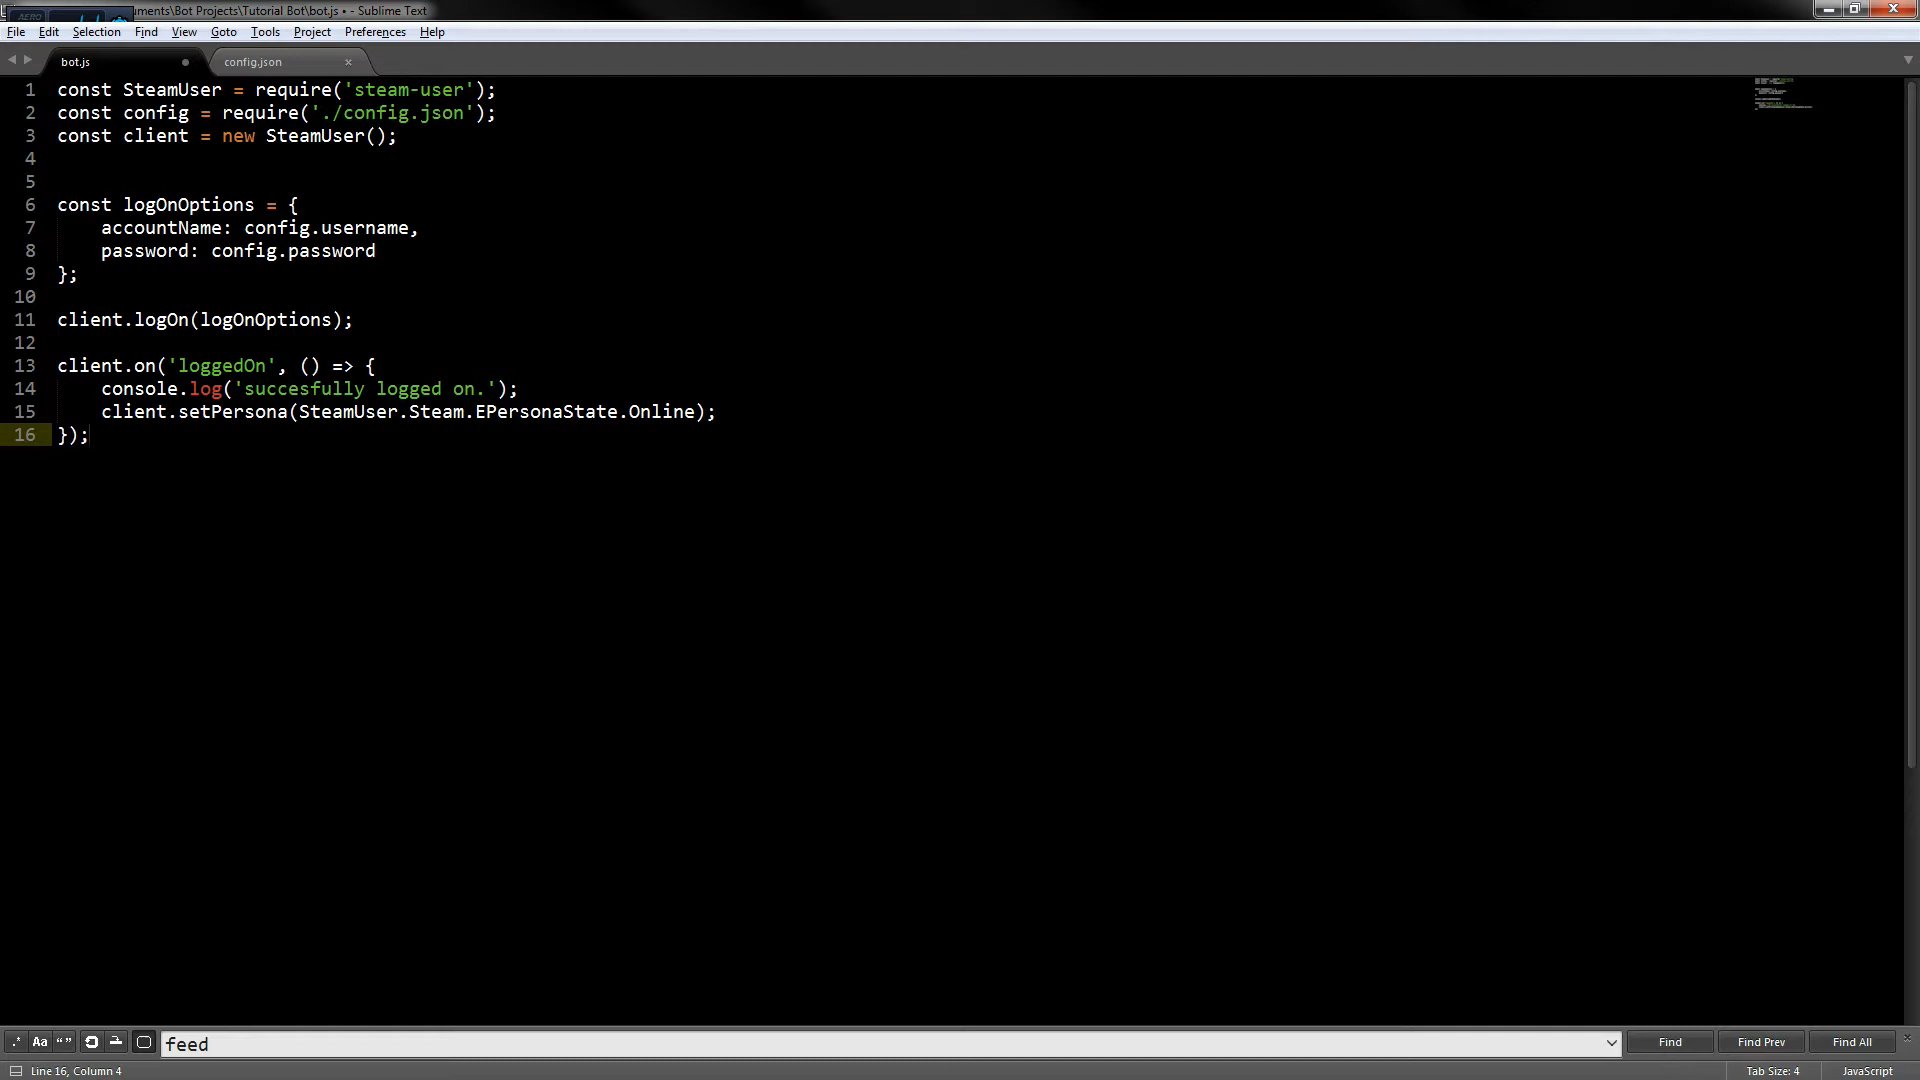 uments\Bot Projects\Tutorial Bot\bot.js • - Sublime Text
File Edit Selection Find View Goto Tools Project Preferences Help
bot.js config.json
1 const SteamUser = require('steam-user');
2 const config = require('./config.json');
3 const client = new SteamUser();
4
5
6 const logOnOptions = {
7 accountName: config.username,
8 password: config.password
9 };
10
11 client.logOn(logOnOptions);
12
13 client.on('loggedOn', () => {
14 console.log('succesfully logged on.');
15 client.setPersona(SteamUser.Steam.EPersonaState.Online);
16 });
.* Aa “” feed Find Find Prev Find All
Line 16, Column 4 Tab Size: 4 JavaScript